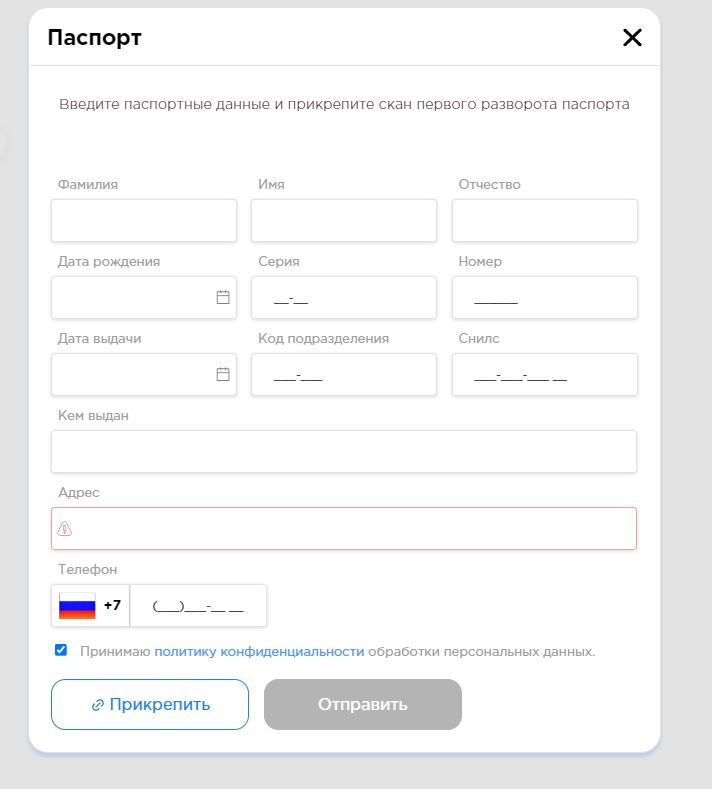 Паспорт
Введите паспортные данные и прикрепите скан первого разворота паспорта
Фамилия Имя Отчество
Дата рождения Серия Номер
__-__ ______
Дата выдачи Код подразделения Снилс
___-___ ___-___-___ __
Кем выдан
Адрес
Телефон
+7 (___)___-__ __
Принимаю политику конфиденциальности обработки персональных данных.
Прикрепить Отправить